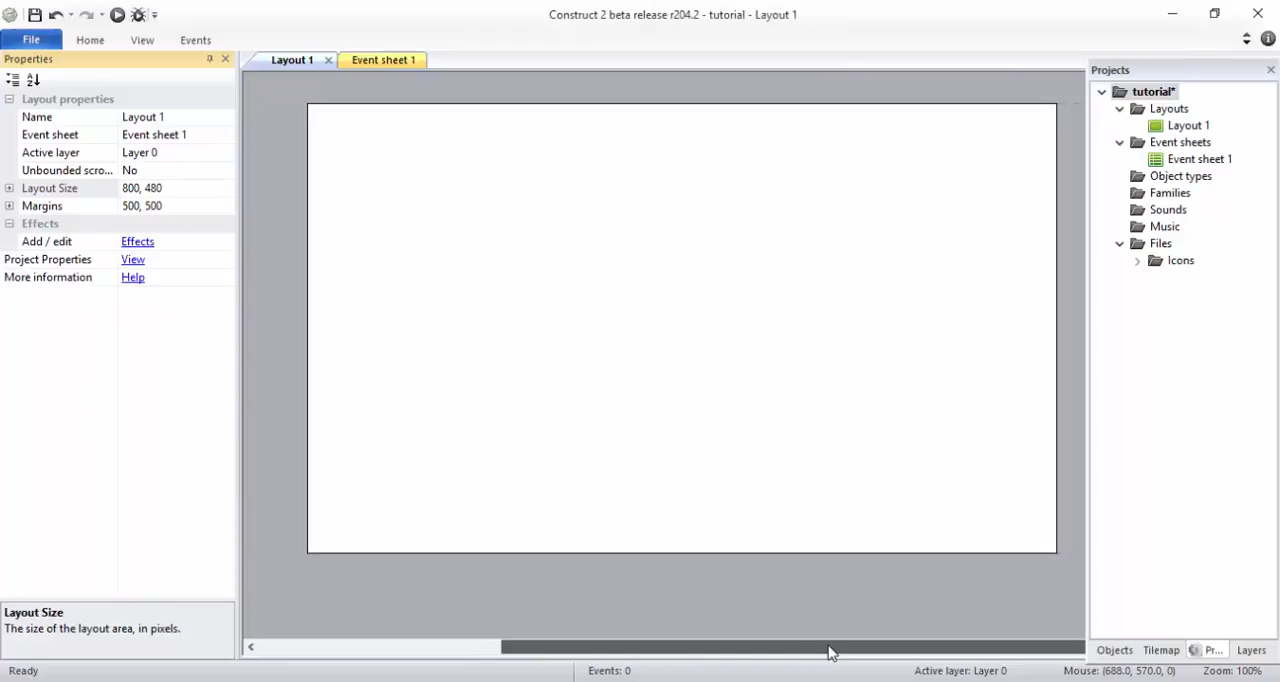 Construct 2 beta release r204.2 - tutorial - Layout 1
File Home View Events
Properties
Layout 1
Event sheet 1
Projects
Layout properties
Name Layout 1
Event sheet Event sheet 1
Active layer Layer 0
Unbounded scro... No
Layout Size 800, 480
Margins 500, 500
Effects
Add / edit Effects
Project Properties View
More information Help
tutorial*
Layouts
Layout 1
Event sheets
Event sheet 1
Object types
Families
Sounds
Music
Files
Icons
Layout Size
The size of the layout area, in pixels.
Objects Tilemap Pr... Layers
Ready Events: 0 Active layer: Layer 0 Mouse: (688.0, 570.0, 0) Zoom: 100%